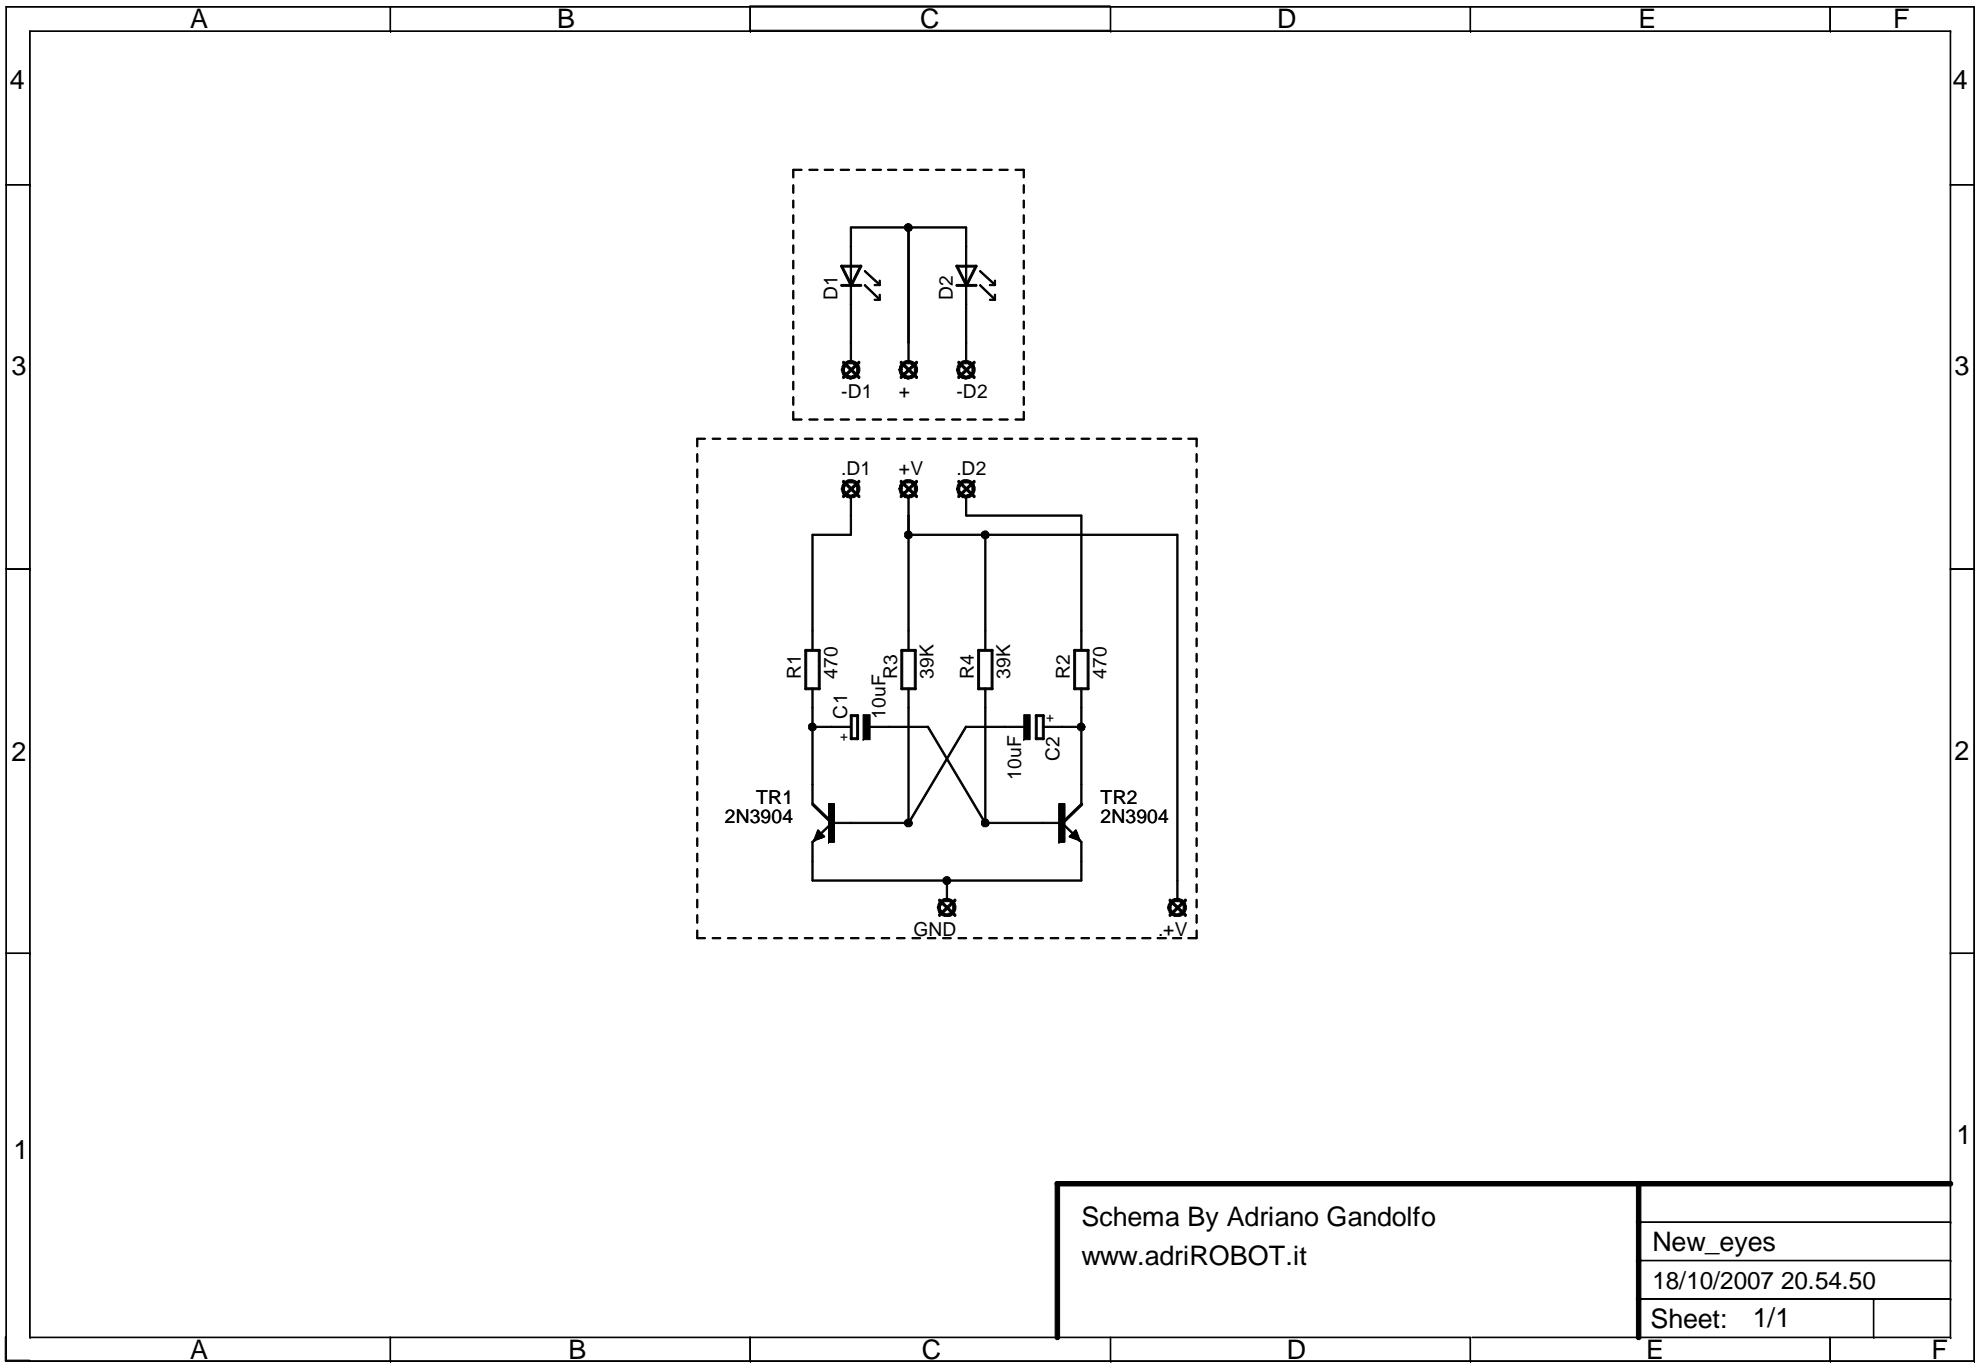 A B C D E F
4 4
D1 D2
-D1 + -D2
3 3
.D1 +V .D2
R1 470 R3 39K R4 39K R2 470
C1 10uF 10uF C2
+ +
2 2
TR1 TR2
2N3904 2N3904
GND .+V
1 1
Schema By Adriano Gandolfo
www.adriROBOT.it
New_eyes
18/10/2007 20.54.50
Sheet: 1/1
A B C D E F